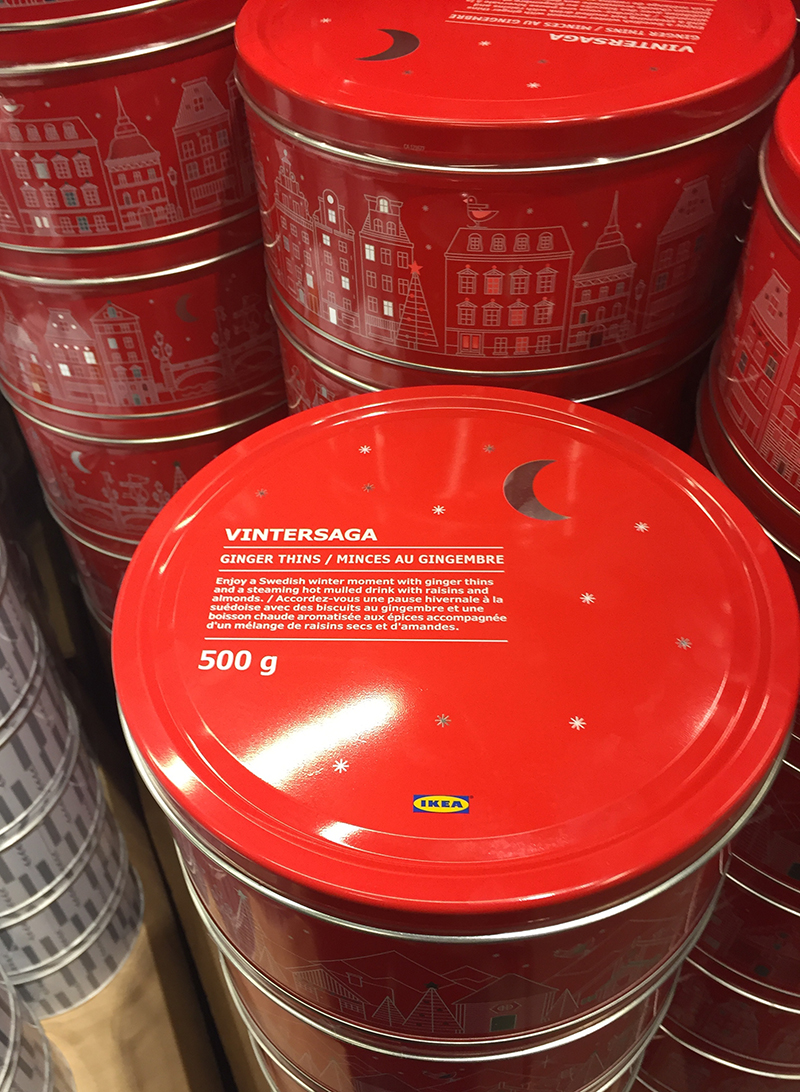 VINTERSAGA
GINGER THINS / MINCES AU GINGEMBRE
VINTERSAGA
GINGER THINS / MINCES AU GINGEMBRE
Enjoy a Swedish winter moment with ginger thins
and a steaming hot mulled drink with raisins and
almonds. / Accordez-vous une pause hivernale à la
suédoise avec des biscuits au gingembre et une
boisson chaude aromatisée aux épices accompagnée
d'un mélange de raisins secs et d'amandes.
500 g
IKEA